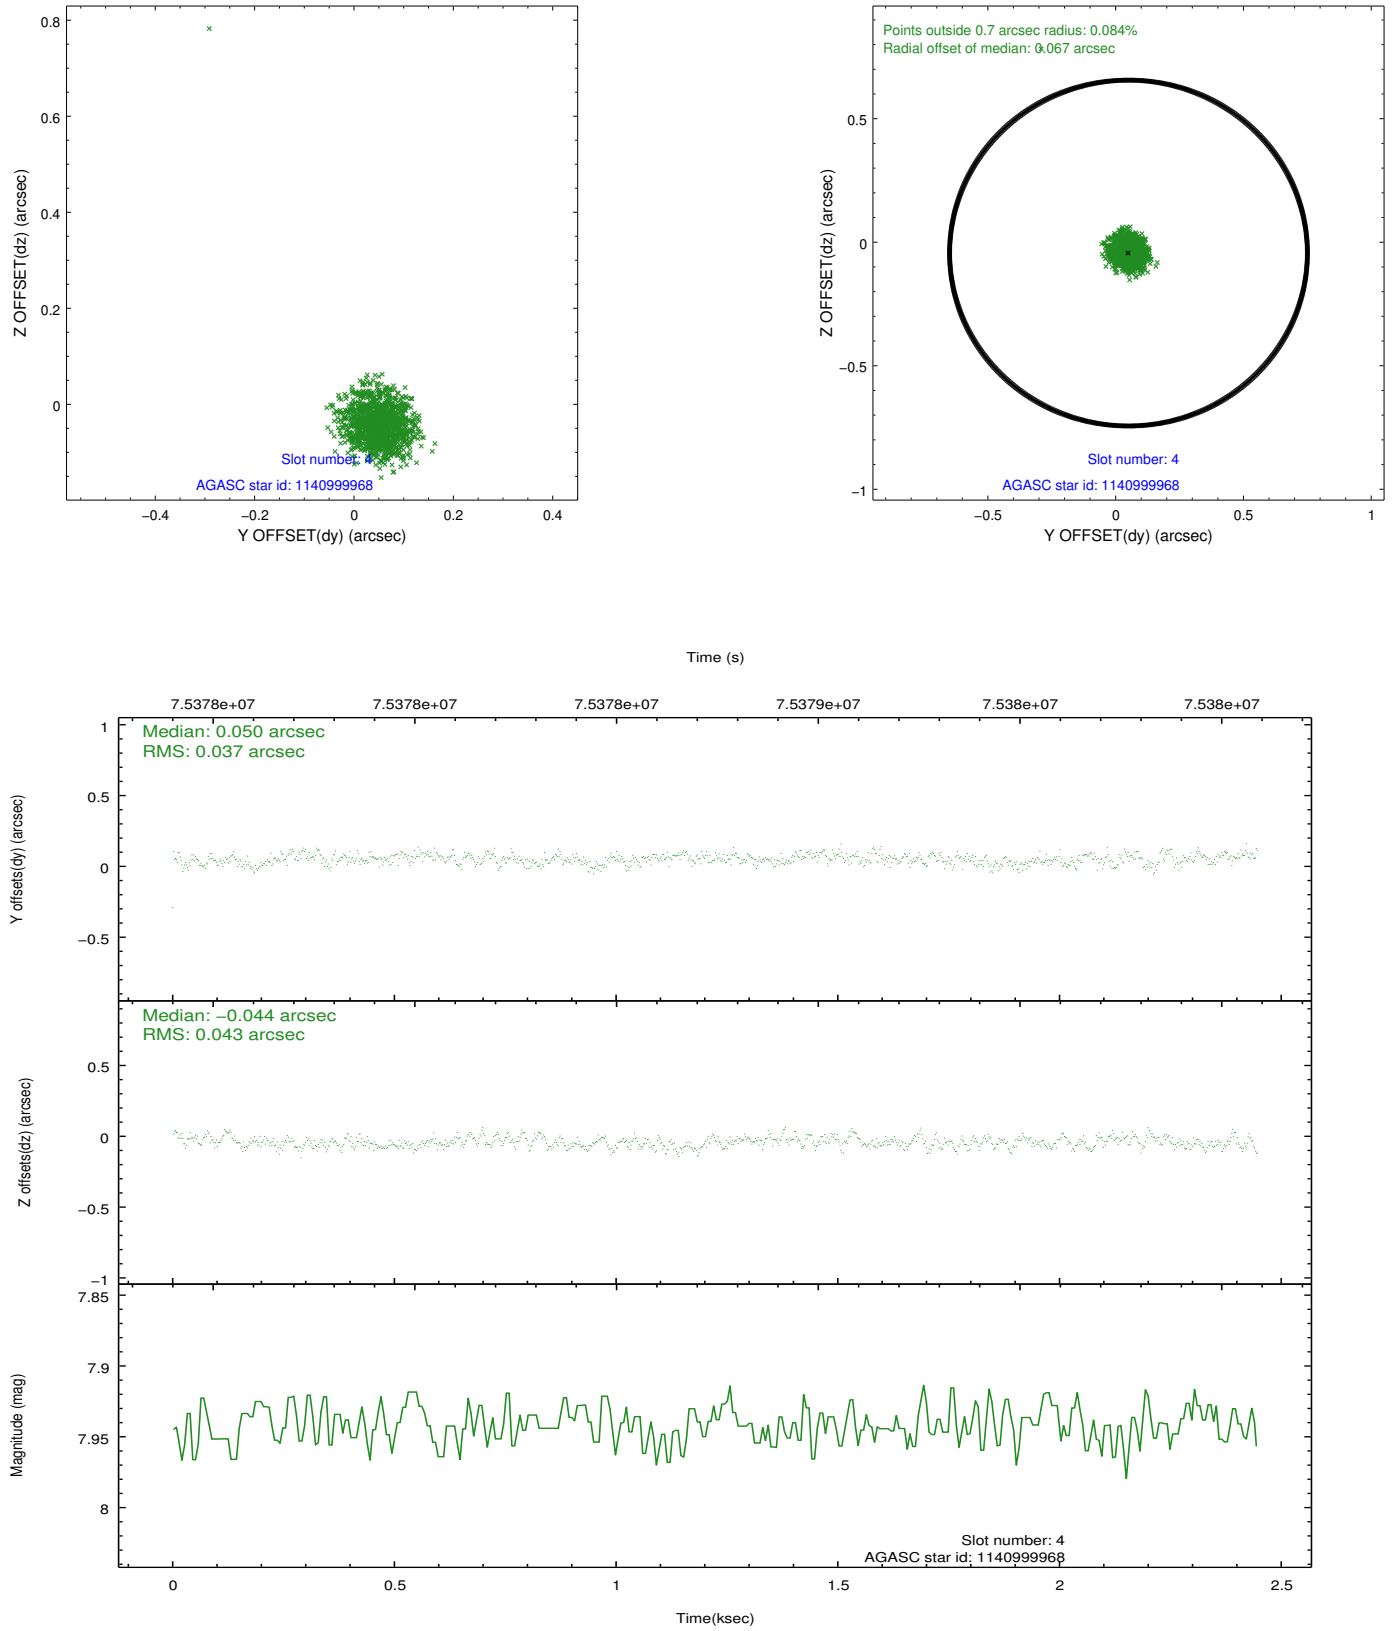 0.8
0.6
0.4
0.2
0
Z OFFSET(dz) (arcsec)
Slot number: 4
AGASC star id: 1140999968
−0.4 −0.2 0 0.2 0.4
Y OFFSET(dy) (arcsec)
Points outside 0.7 arcsec radius: 0.084%
Radial offset of median: 0.067 arcsec
0.5
0
−0.5
−1
Z OFFSET(dz) (arcsec)
Slot number: 4
AGASC star id: 1140999968
−0.5 0 0.5 1
Y OFFSET(dy) (arcsec)
Time (s)
7.5378e+07 7.5378e+07 7.5378e+07 7.5379e+07 7.538e+07 7.538e+07
Median: 0.050 arcsec
RMS: 0.037 arcsec
1
0.5
0
−0.5
Y offsets(dy) (arcsec)
Median: −0.044 arcsec
RMS: 0.043 arcsec
0.5
0
−0.5
−1
Z offsets(dz) (arcsec)
7.85
7.9
7.95
8
Magnitude (mag)
Slot number: 4
AGASC star id: 1140999968
0 0.5 1 1.5 2 2.5
Time(ksec)